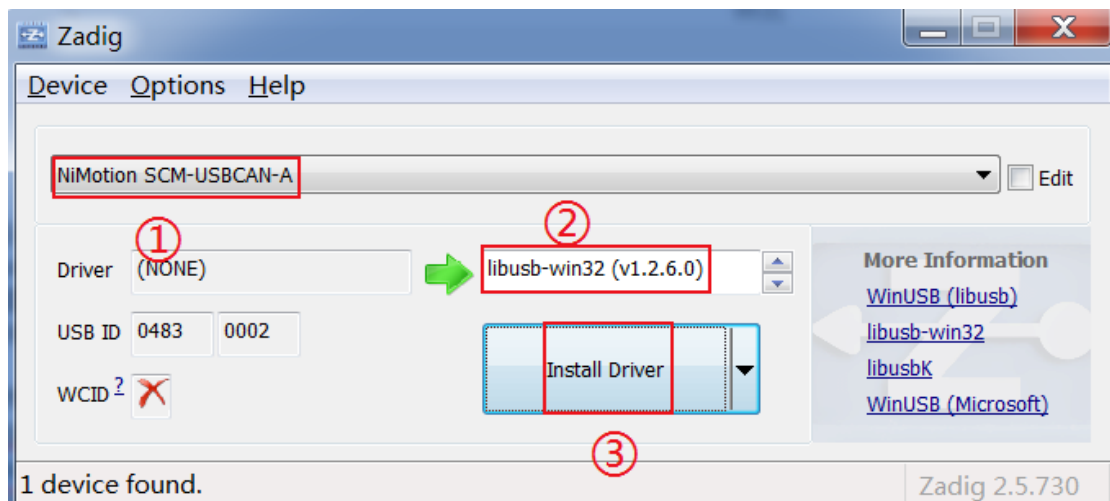 Zadig
Device Options Help
NiMotion SCM-USBCAN-A
Edit
①
②
Driver (NONE)
libusb-win32 (v1.2.6.0)
More Information
WinUSB (libusb)
USB ID 0483 0002
libusb-win32
Install Driver
libusbK
WCID ?
WinUSB (Microsoft)
③
1 device found.
Zadig 2.5.730